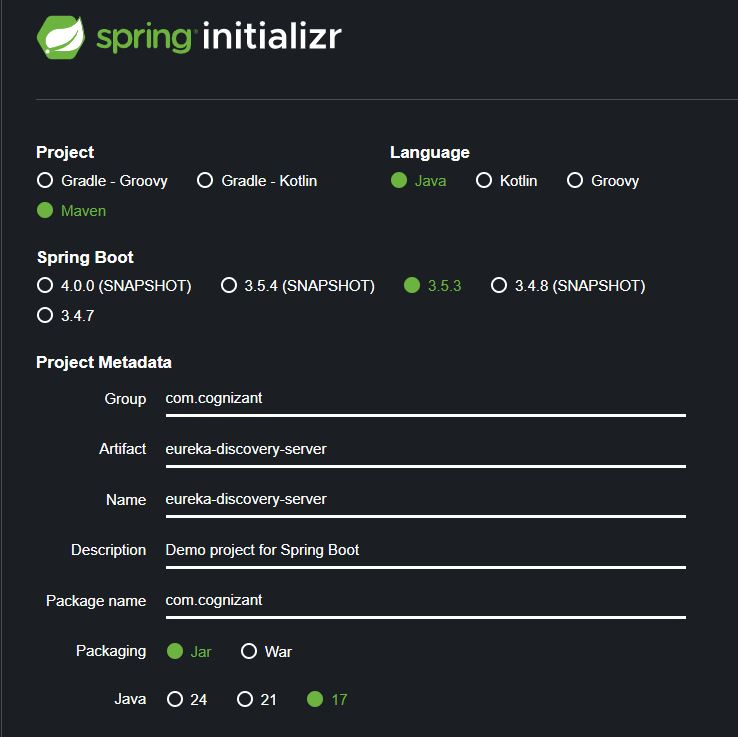 spring initializr
Project
Language
Gradle - Groovy Gradle - Kotlin
Java Kotlin Groovy
Maven
Spring Boot
4.0.0 (SNAPSHOT) 3.5.4 (SNAPSHOT) 3.5.3 3.4.8 (SNAPSHOT)
3.4.7
Project Metadata
Group com.cognizant
Artifact eureka-discovery-server
Name eureka-discovery-server
Description Demo project for Spring Boot
Package name com.cognizant
Packaging Jar War
Java 24 21 17